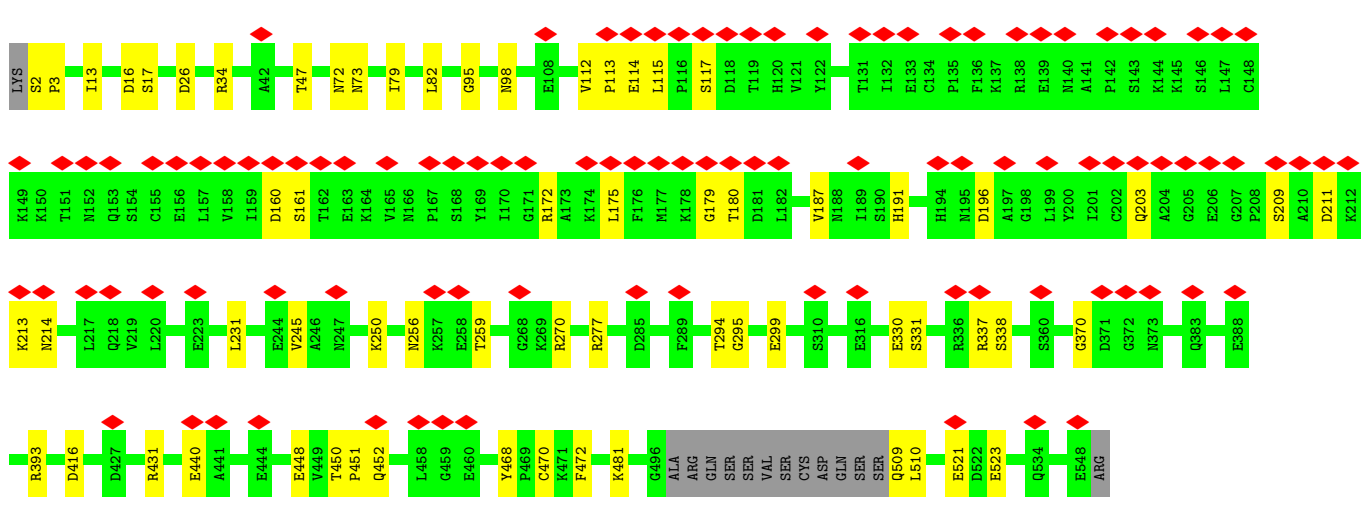 LYS S2 P3 I13 D16 S17 D26 R34 A42 T47 N72 N73 I79 L82 G95 N98 E108 V112 P113 E114 L115 P116 S117 D118 T119 H120 V121 Y122 T131 I132 E133 C134 P135 F136 K137 R138 E139 N140 A141 P142 S143 K144 K145 S146 L147 C148
K149 K150 T151 N152 Q153 S154 C155 E156 L157 V158 I159 D160 S161 T162 E163 K164 V165 N166 P167 S168 Y169 I170 G171 R172 A173 K174 L175 F176 M177 K178 G179 T180 D181 L182 V187 N188 I189 S190 H191 H194 N195 D196 A197 G198 L199 Y200 I201 C202 Q203 A204 G205 E206 G207 P208 S209 A210 D211 K212
K213 N214 L217 Q218 V219 L220 E223 L231 E244 V245 A246 N247 K250 N256 K257 E258 T259 G268 K269 R270 R277 D285 F289 T294 G295 E299 S310 E316 E330 S331 R336 R337 S338 S360 G370 D371 G372 N373 Q383 E388
R393 D416 D427 R431 E440 A441 E444 E448 V449 T450 P451 Q452 L458 G459 E460 Y468 P469 C470 K471 F472 K481 G496 ALA ARG GLN SER SER VAL SER CYS ASP GLN SER SER Q509 L510 E521 D522 E523 Q534 E548 ARG